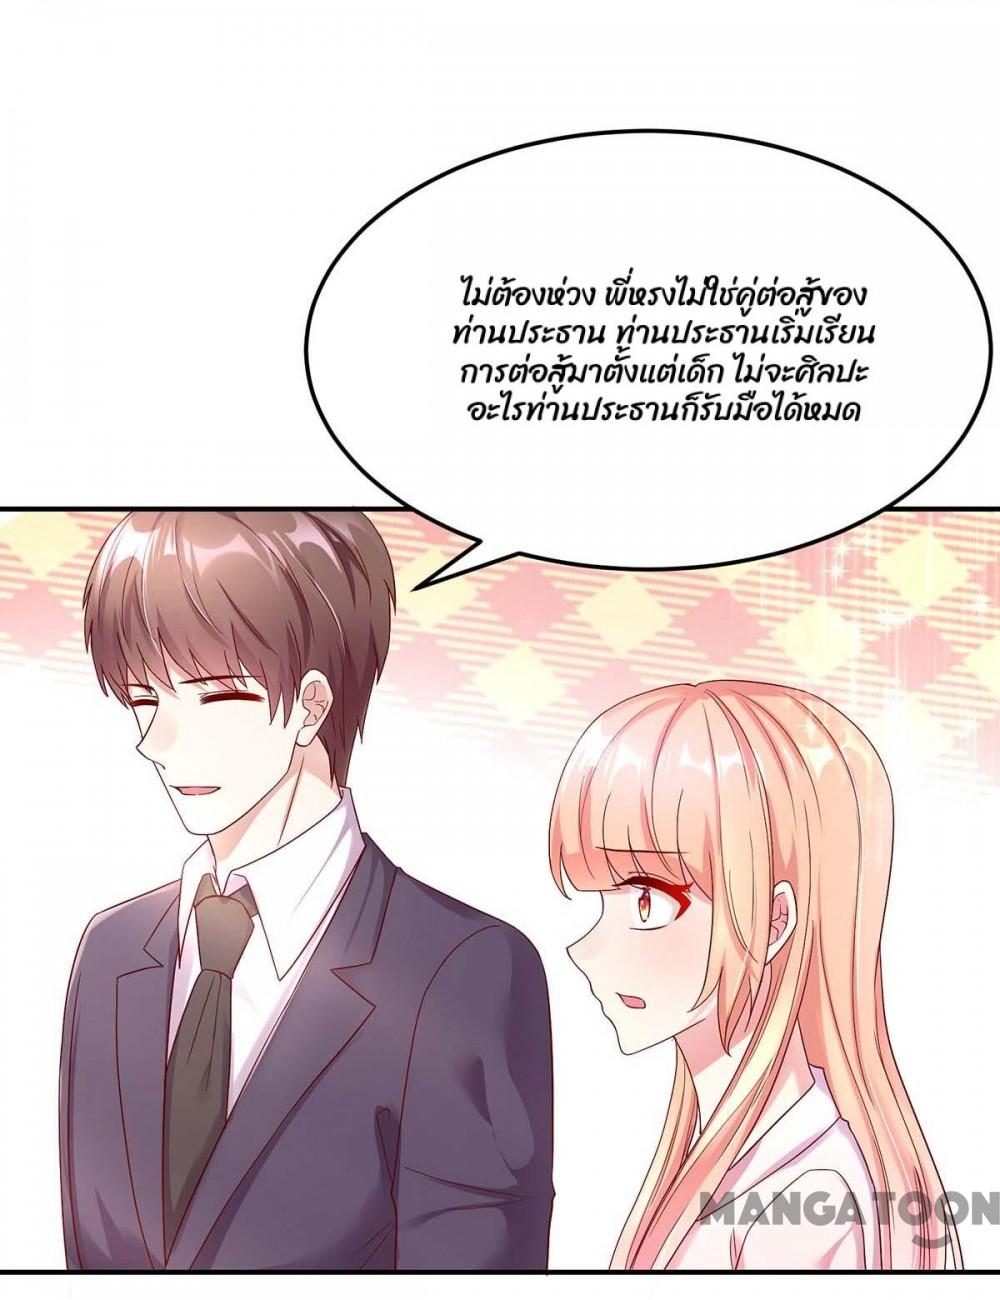 ไม่ต้องห่วง พี่หรงไม่ใช่คู่ต่อสู้ของ
ท่านประธาน ท่านประธานเริ่มเรียน
การต่อสู้มาตั้งแต่เด็ก ไม่จะศิลปะ
อะไรท่านประธานก็รับมือได้หมด
MANGATOON